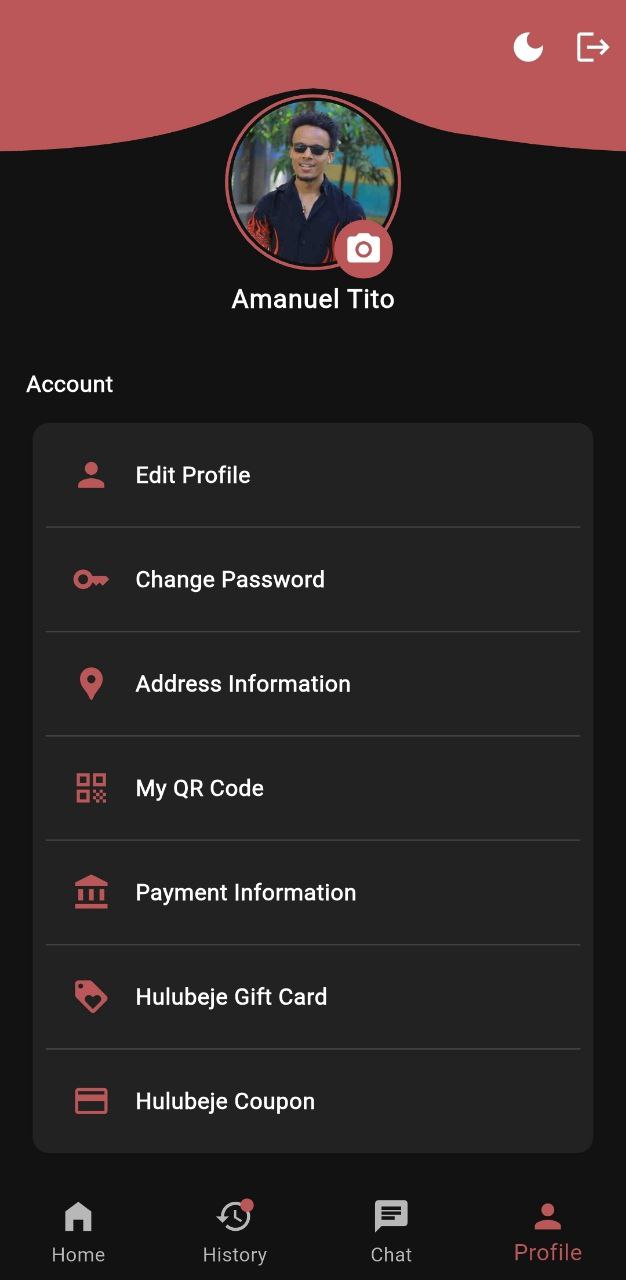 Amanuel Tito
Account
Edit Profile
Change Password
Address Information
My QR Code
Payment Information
Hulubeje Gift Card
Hulubeje Coupon
Home
History
Chat
Profile